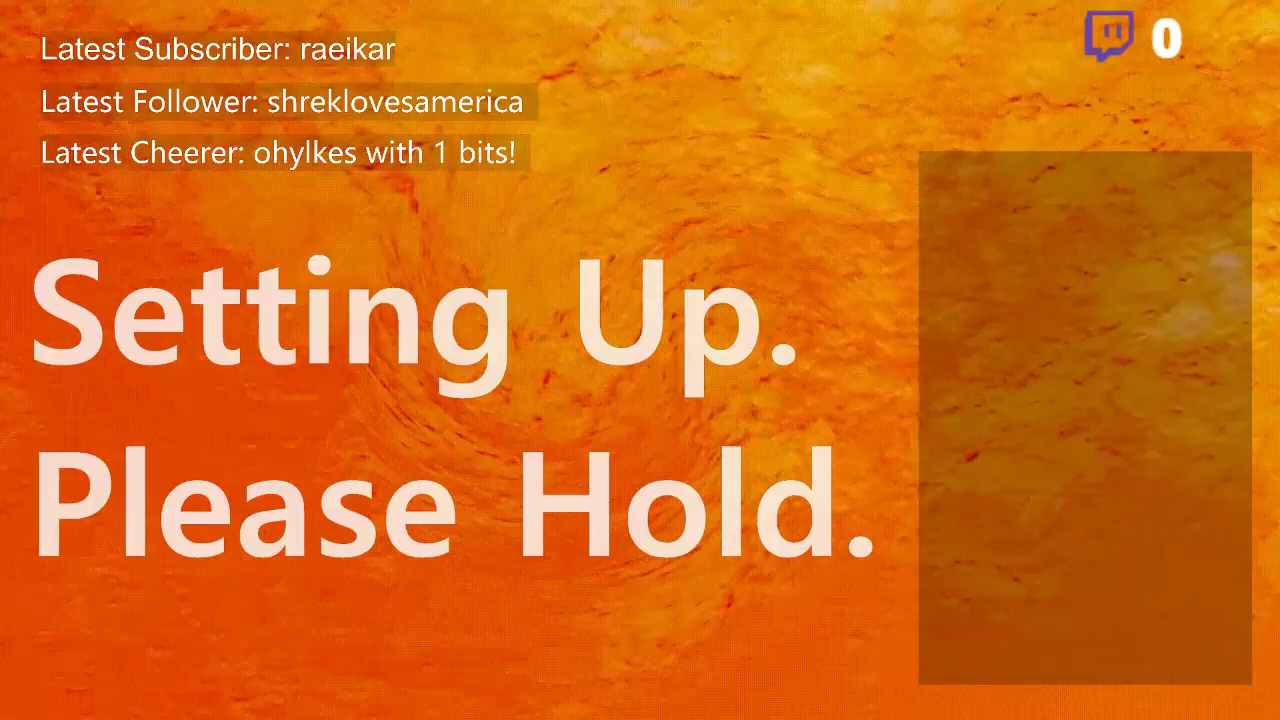 Latest Subscriber: raeikar
Latest Follower: shreklovesamerica
Latest Cheerer: ohylkes with 1 bits!
0
Setting Up.
Please Hold.